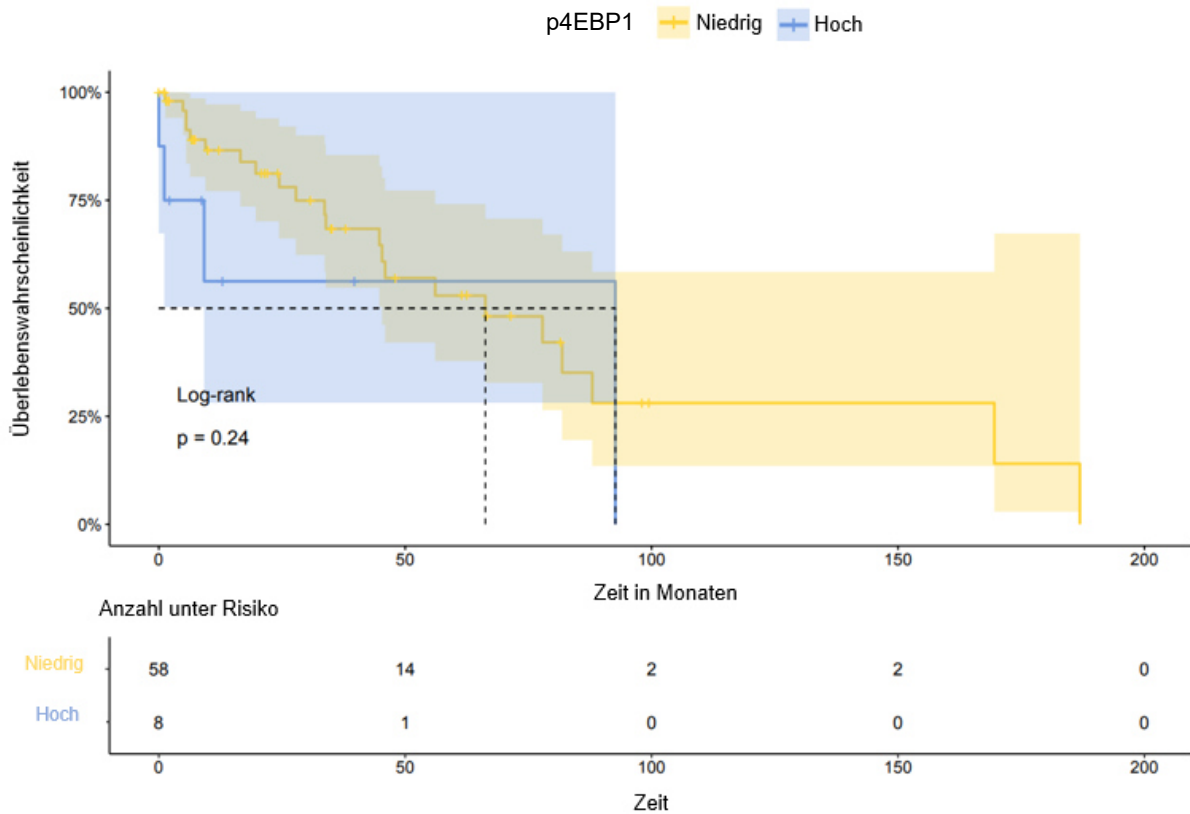 p4EBP1 Niedrig Hoch
Überlebenswahrscheinlichkeit
100%
75%
50%
25%
0%
Log-rank
p = 0.24
0 50 100 150 200
Zeit in Monaten
Anzahl unter Risiko
Niedrig 58 14 2 2 0
Hoch 8 1 0 0 0
0 50 100 150 200
Zeit